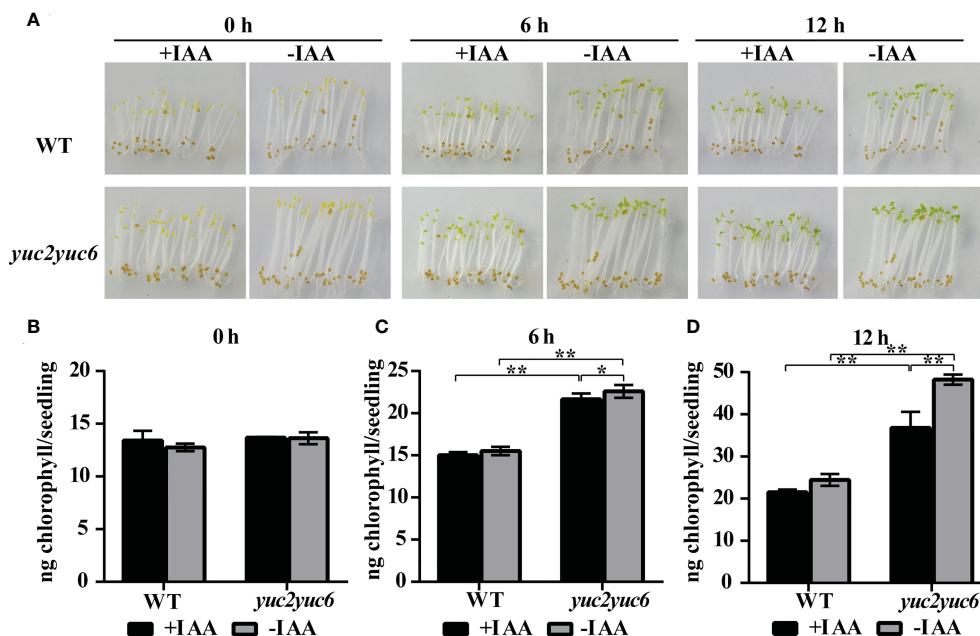 A
0 h
6 h
12 h
+IAA -IAA
+IAA -IAA
+IAA -IAA
WT
yuc2yuc6
B
0 h
ng chlorophyll/seedling
20
15
10
5
0
WT yuc2yuc6
+IAA -IAA
C
6 h
** 
** *
ng chlorophyll/seedling
25
20
15
10
5
0
WT yuc2yuc6
+IAA -IAA
D
12 h
**
** **
ng chlorophyll/seedling
50
40
30
20
10
0
WT yuc2yuc6
+IAA -IAA